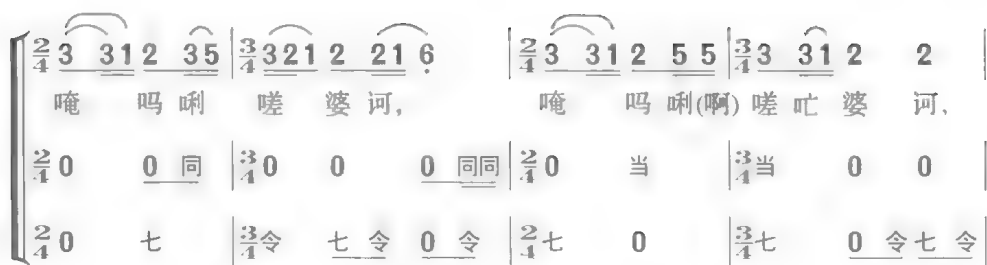 2/4 3 31 2 35 | 3/4 321 2 21 6̣ | 2/4 3 31 2 5 5 | 3/4 3 31 2 2 |
唵 吗 唎 嗟 婆 诃, 唵 吗 唎(啊) 嗟 㕵 婆 诃、
2/4 0 0 同 | 3/4 0 0 0 同同 | 2/4 0 当 | 3/4 当 0 0 |
2/4 0 七 | 3/4 令 七 令 0 令 | 2/4 七 0 | 3/4 七 0 令 七 令 |